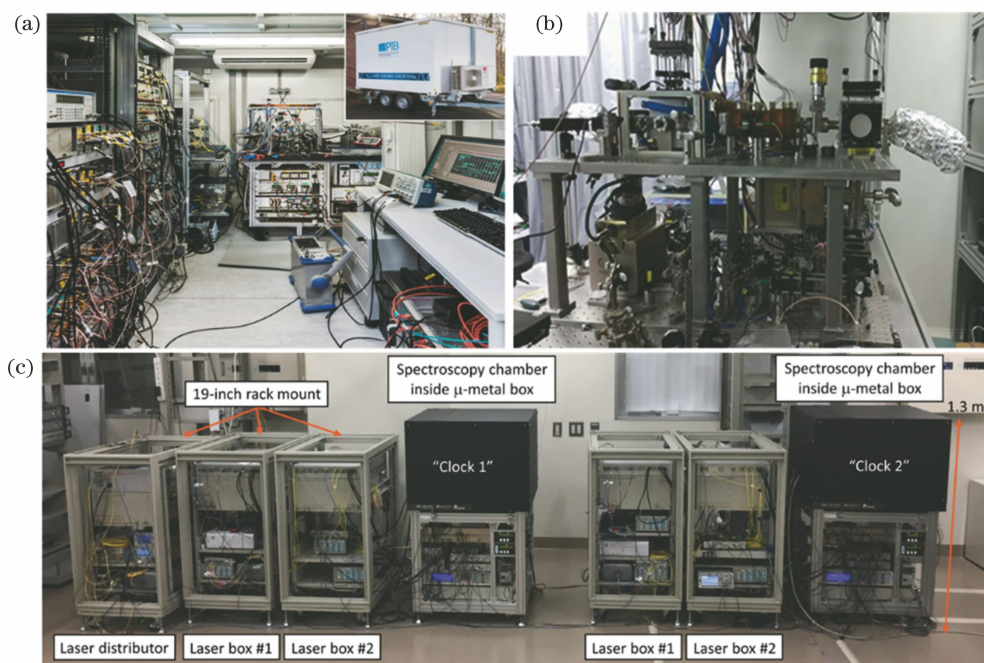 (a)
PTB
(b)
(c)
19-inch rack mount
Spectroscopy chamber
inside μ-metal box
Spectroscopy chamber
inside μ-metal box
1.3 m
"Clock 1"
"Clock 2"
Laser distributor
Laser box #1
Laser box #2
Laser box #1
Laser box #2